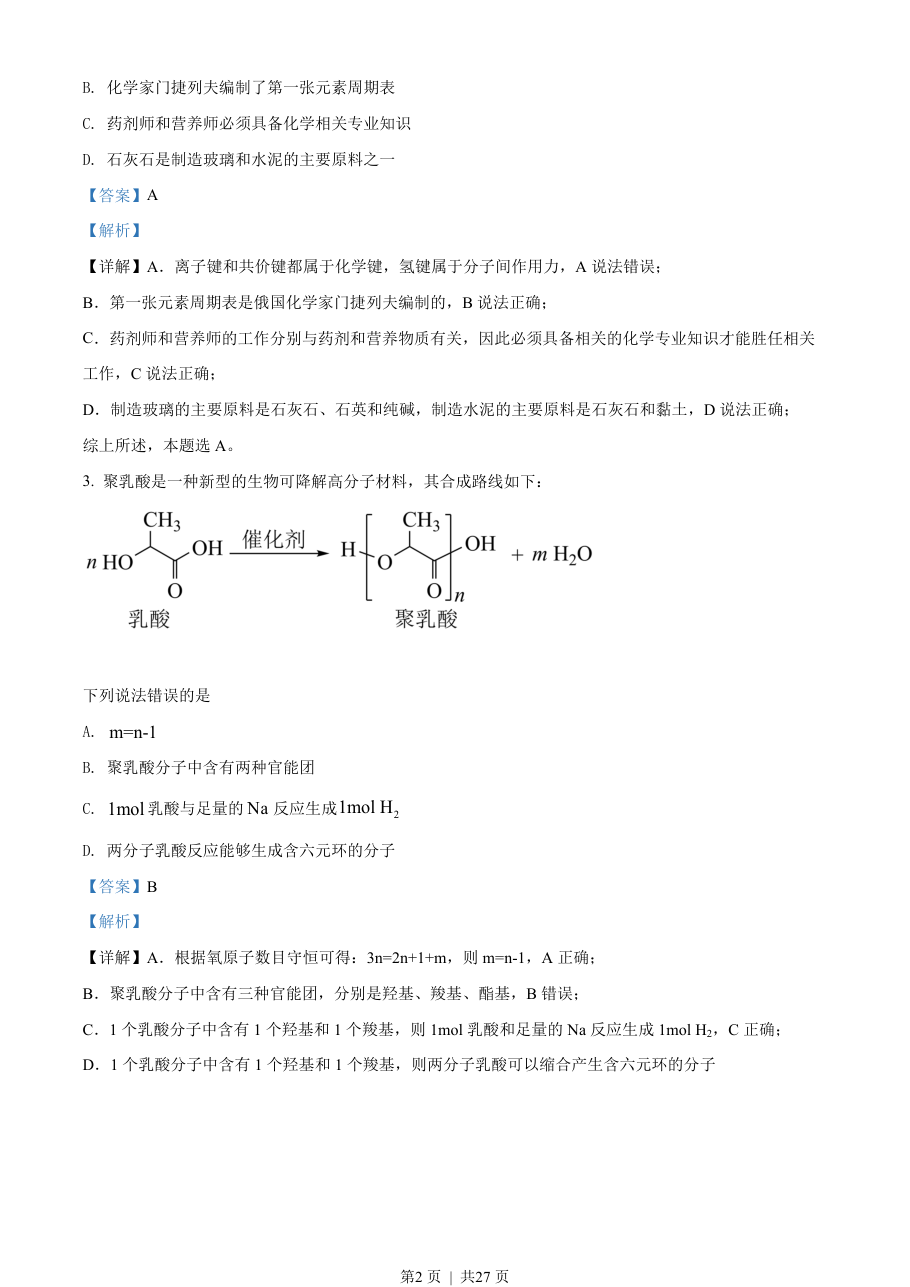 B. 化学家门捷列夫编制了第一张元素周期表
C. 药剂师和营养师必须具备化学相关专业知识
D. 石灰石是制造玻璃和水泥的主要原料之一
【答案】A
【解析】
【详解】A．离子键和共价键都属于化学键，氢键属于分子间作用力，A 说法错误；
B．第一张元素周期表是俄国化学家门捷列夫编制的，B 说法正确；
C．药剂师和营养师的工作分别与药剂和营养物质有关，因此必须具备相关的化学专业知识才能胜任相关
工作，C 说法正确；
D．制造玻璃的主要原料是石灰石、石英和纯碱，制造水泥的主要原料是石灰石和黏土，D 说法正确；
综上所述，本题选 A。
3. 聚乳酸是一种新型的生物可降解高分子材料，其合成路线如下：
CH₃ CH₃
n HO OH 催化剂 H O OH + m H₂O
O O n
乳酸 聚乳酸
下列说法错误的是
A. m=n-1
B. 聚乳酸分子中含有两种官能团
C. 1mol 乳酸与足量的 Na 反应生成 1mol H₂
D. 两分子乳酸反应能够生成含六元环的分子
【答案】B
【解析】
【详解】A．根据氧原子数目守恒可得：3n=2n+1+m，则 m=n-1，A 正确；
B．聚乳酸分子中含有三种官能团，分别是羟基、羧基、酯基，B 错误；
C．1 个乳酸分子中含有 1 个羟基和 1 个羧基，则 1mol 乳酸和足量的 Na 反应生成 1mol H₂，C 正确；
D．1 个乳酸分子中含有 1 个羟基和 1 个羧基，则两分子乳酸可以缩合产生含六元环的分子
第2 页 | 共27 页